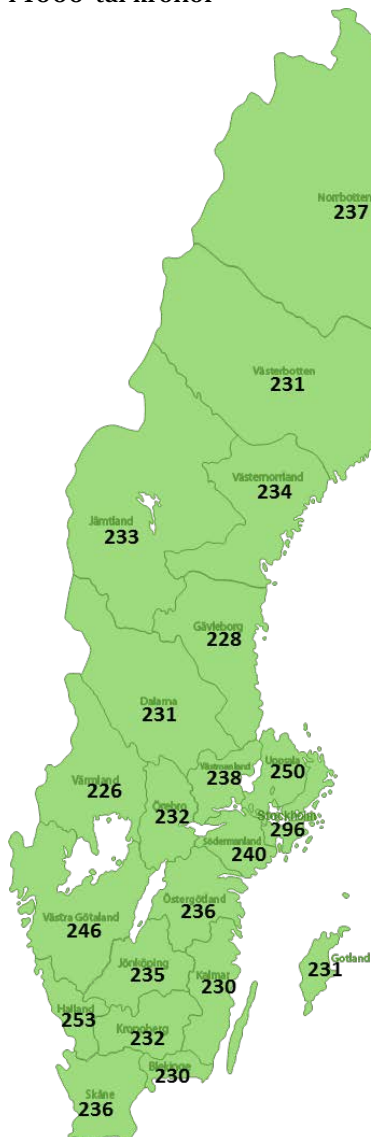 Norrbotten
237
Västerbotten
231
Västernorrland
234
Jämtland
233
Gävleborg
228
Dalarna
231
Uppsala
250
Västmanland
238
Värmland
226
Örebro
232
Stockholm
296
Södermanland
240
Östergötland
236
Västra Götaland
246
Jönköping
235
Kalmar
230
Gotland
231
Halland
253
Kronoberg
232
Blekinge
230
Skåne
236